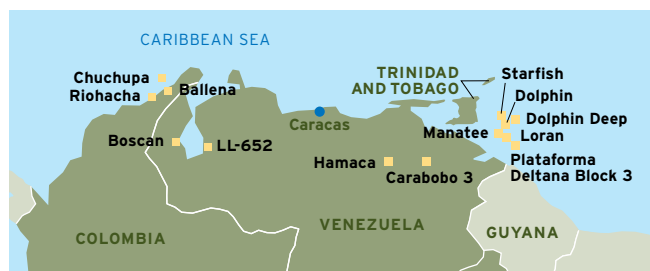 CARIBBEAN SEA
Chuchupa
Riohacha
Ballena
TRINIDAD
AND TOBAGO
Starfish
Dolphin
Dolphin Deep
Caracas
Manatee
Loran
Boscan
LL-652
Hamaca
Carabobo 3
Plataforma
Deltana Block 3
COLOMBIA
VENEZUELA
GUYANA